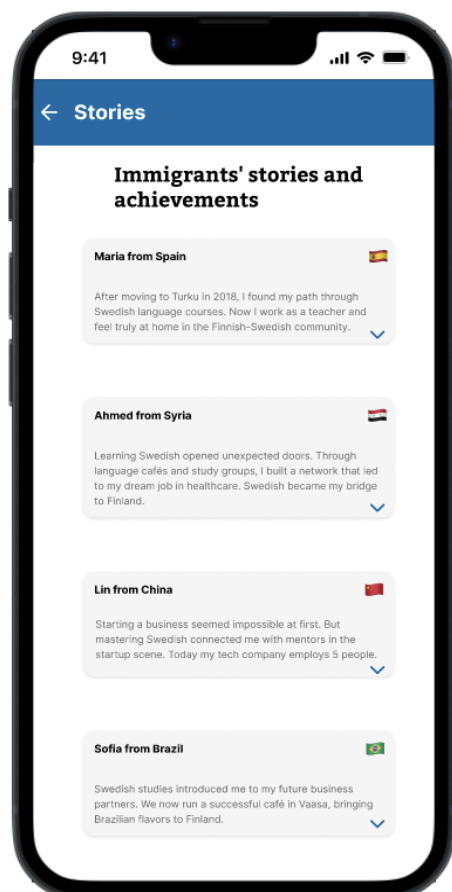 9:41
Stories
Immigrants' stories and
achievements
Maria from Spain
After moving to Turku in 2018, I found my path through
Swedish language courses. Now I work as a teacher and
feel truly at home in the Finnish-Swedish community.
Ahmed from Syria
Learning Swedish opened unexpected doors. Through
language cafés and study groups, I built a network that led
to my dream job in healthcare. Swedish became my bridge
to Finland.
Lin from China
Starting a business seemed impossible at first. But
mastering Swedish connected me with mentors in the
startup scene. Today my tech company employs 5 people.
Sofia from Brazil
Swedish studies introduced me to my future business
partners. We now run a successful café in Vaasa, bringing
Brazilian flavors to Finland.